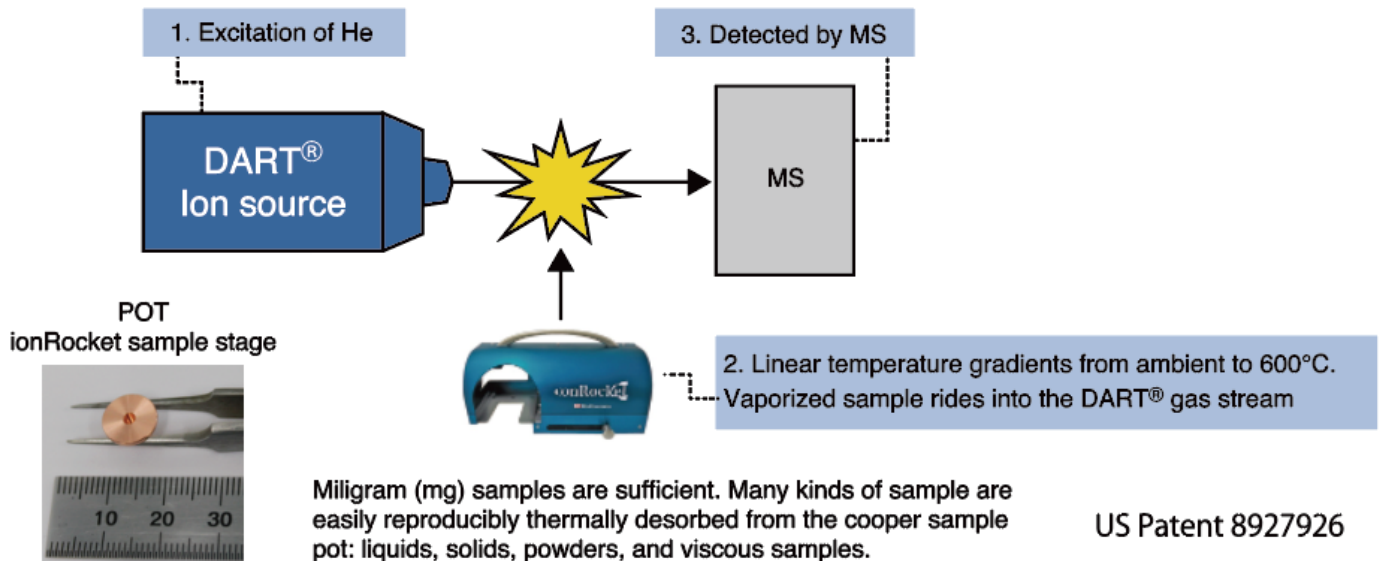 1. Excitation of He
3. Detected by MS
DART®
Ion source
MS
POT
ionRocket sample stage
ionRocket
2. Linear temperature gradients from ambient to 600°C.
Vaporized sample rides into the DART® gas stream
10 20 30
Miligram (mg) samples are sufficient. Many kinds of sample are
easily reproducibly thermally desorbed from the cooper sample
pot: liquids, solids, powders, and viscous samples.
US Patent 8927926